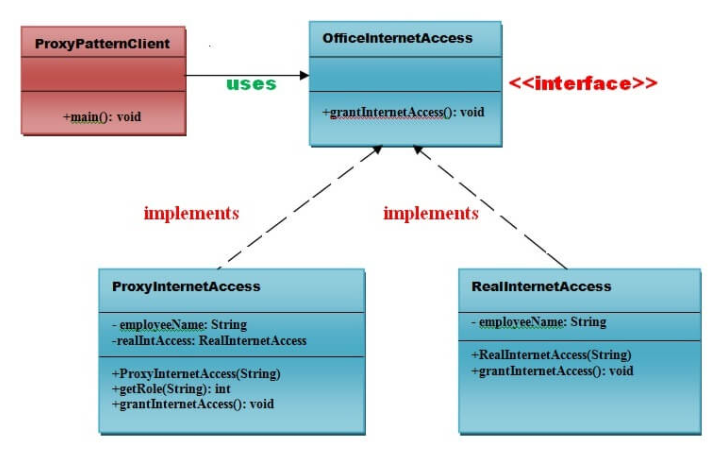 ProxyPatternClient
+main(): void
uses
OfficeInternetAccess
+grantInternetAccess(): void
<<interface>>
implements
implements
ProxyInternetAccess
- employeeName: String
-realIntAccess: RealInternetAccess
+ProxyInternetAccess(String)
+getRole(String): int
+grantInternetAccess(): void
RealInternetAccess
- employeeName: String
+RealInternetAccess(String)
+grantInternetAccess(): void